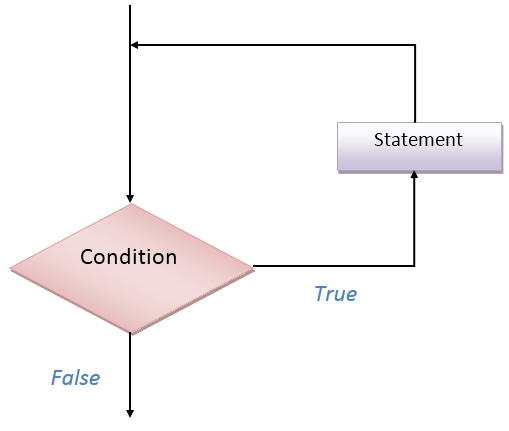 Statement
Condition
True
False